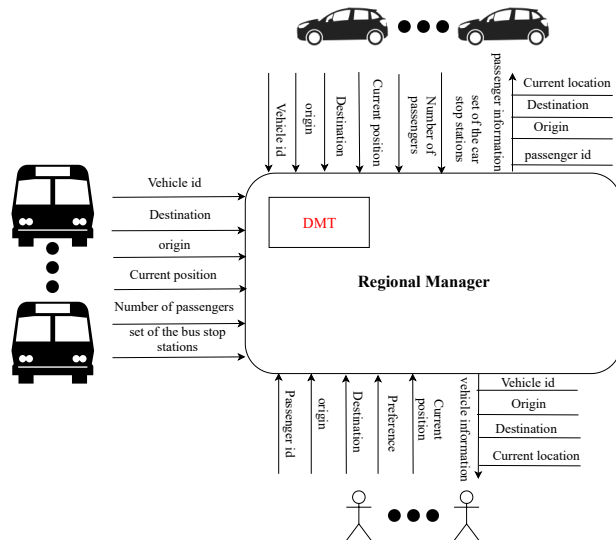 Vehicle id
origin
Destination
Current position
Number of
passengers
set of the car
stop stations
passenger information
Current location
Destination
Origin
passenger id
Vehicle id
Destination
origin
Current position
Number of passengers
set of the bus stop
stations
DMT
Regional Manager
Passenger id
origin
Destination
Preference
Current
position
vehicle information
Vehicle id
Origin
Destination
Current location